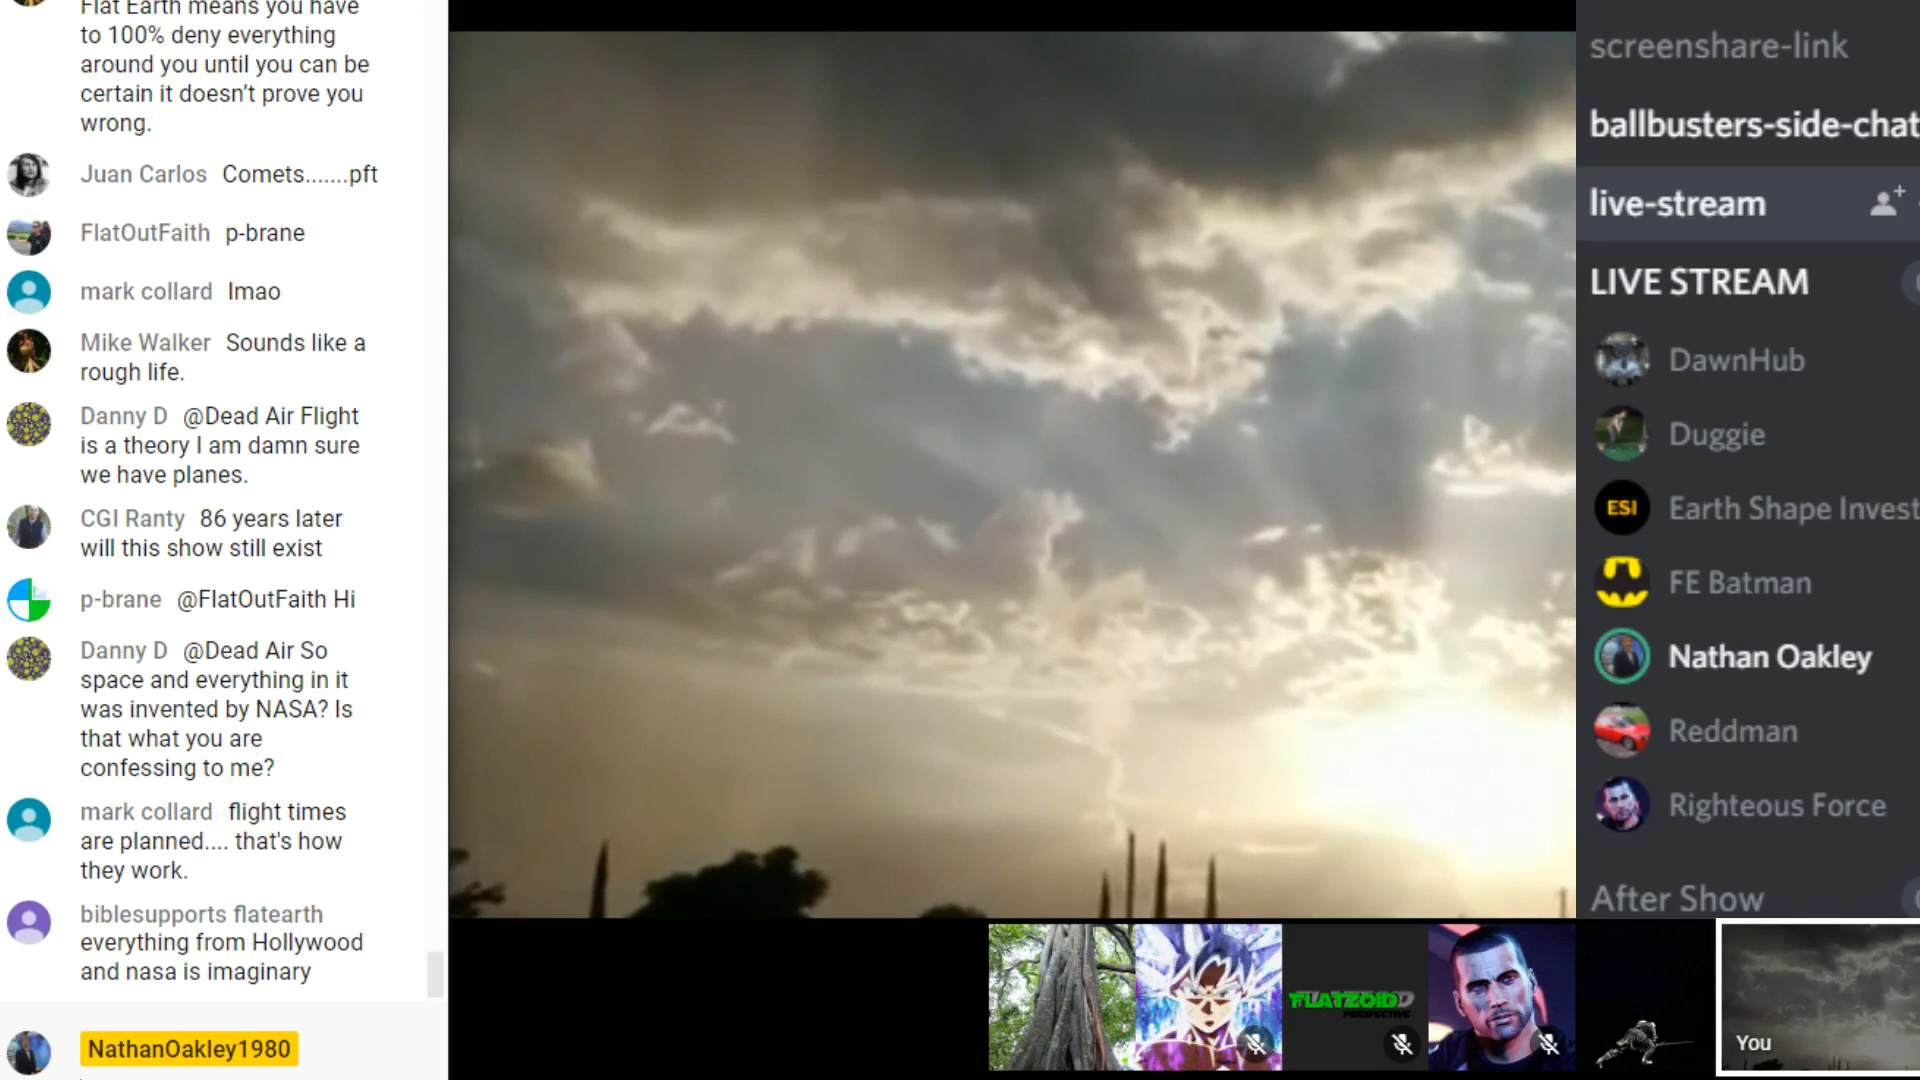 Flat Earth means you have
to 100% deny everything
around you until you can be
certain it doesn't prove you
wrong.
Juan Carlos Comets.......pft
FlatOutFaith p-brane
mark collard lmao
Mike Walker Sounds like a
rough life.
Danny D @Dead Air Flight
is a theory I am damn sure
we have planes.
CGI Ranty 86 years later
will this show still exist
p-brane @FlatOutFaith Hi
Danny D @Dead Air So
space and everything in it
was invented by NASA? Is
that what you are
confessing to me?
mark collard flight times
are planned.... that's how
they work.
biblesupports flatearth
everything from Hollywood
and nasa is imaginary
NathanOakley1980
screenshare-link
ballbusters-side-chat
live-stream
LIVE STREAM
DawnHub
Duggie
ESI
Earth Shape Invest
FE Batman
Nathan Oakley
Reddman
Righteous Force
After Show
FLATZOIDD
PERSPECTIVE
You